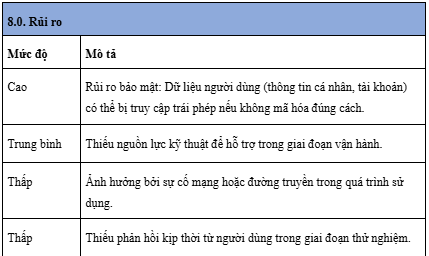 8.0. Rủi ro
Mức độ Mô tả
Cao Rủi ro bảo mật: Dữ liệu người dùng (thông tin cá nhân, tài khoản)
có thể bị truy cập trái phép nếu không mã hóa đúng cách.
Trung bình Thiếu nguồn lực kỹ thuật để hỗ trợ trong giai đoạn vận hành.
Thấp Ảnh hưởng bởi sự cố mạng hoặc đường truyền trong quá trình sử
dụng.
Thấp Thiếu phản hồi kịp thời từ người dùng trong giai đoạn thử nghiệm.